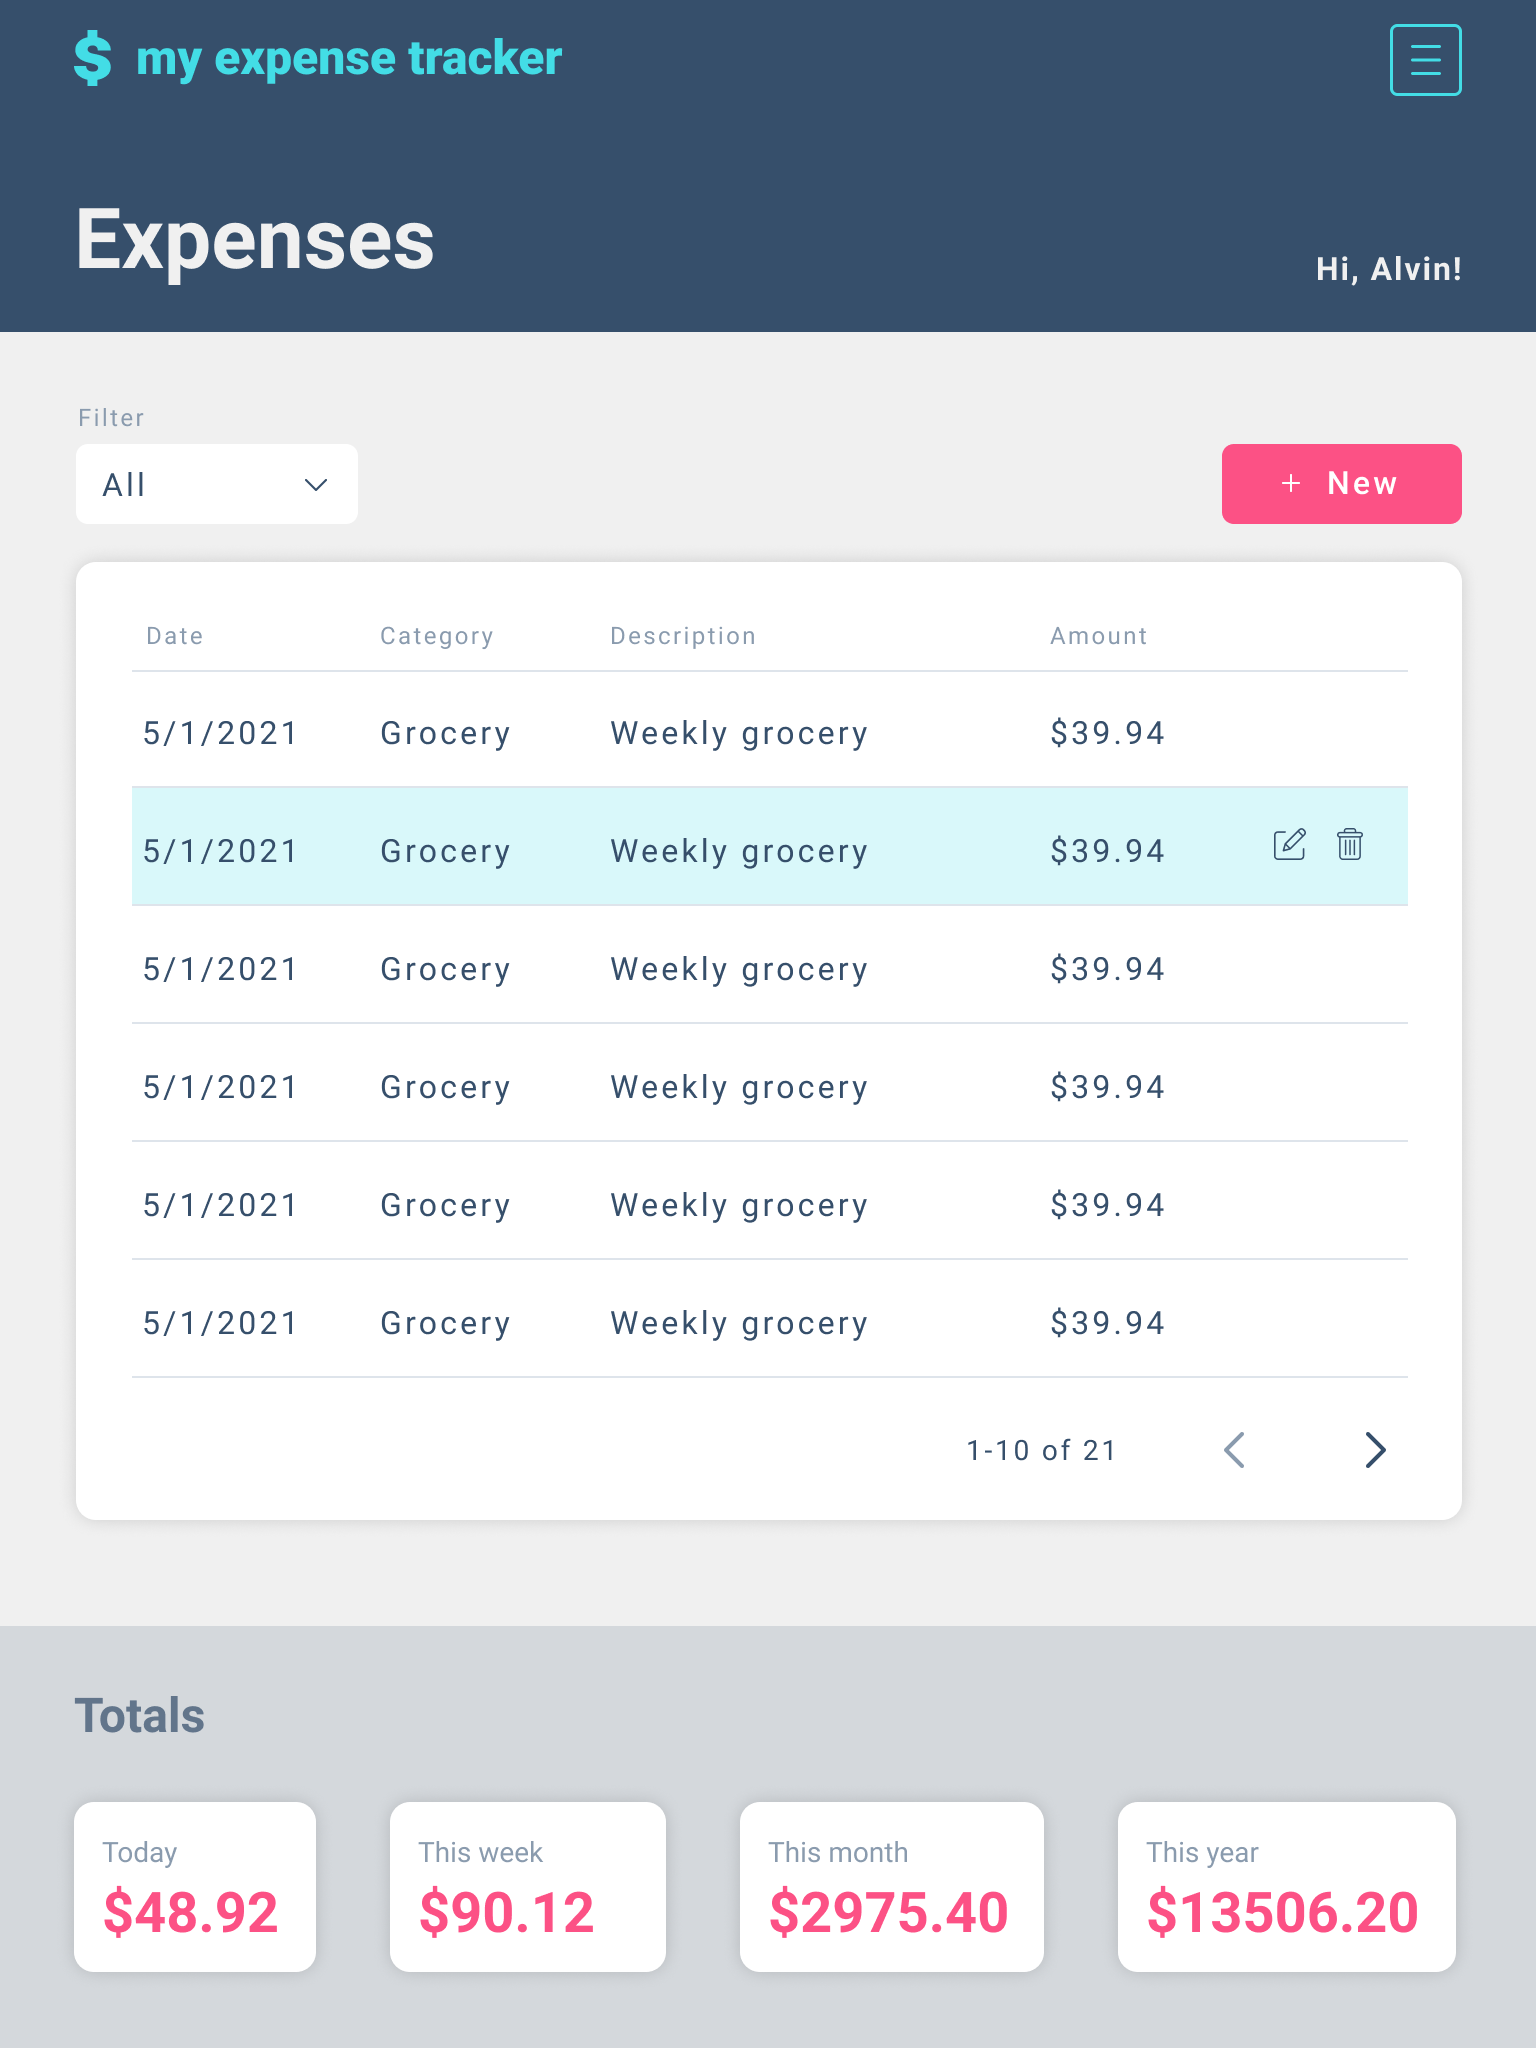 $ my expense tracker
Expenses
Hi, Alvin!
Filter
All
+ New
Date Category Description Amount
5/1/2021 Grocery Weekly grocery $39.94
5/1/2021 Grocery Weekly grocery $39.94
5/1/2021 Grocery Weekly grocery $39.94
5/1/2021 Grocery Weekly grocery $39.94
5/1/2021 Grocery Weekly grocery $39.94
5/1/2021 Grocery Weekly grocery $39.94
1-10 of 21
Totals
Today This week This month This year
$48.92 $90.12 $2975.40 $13506.20